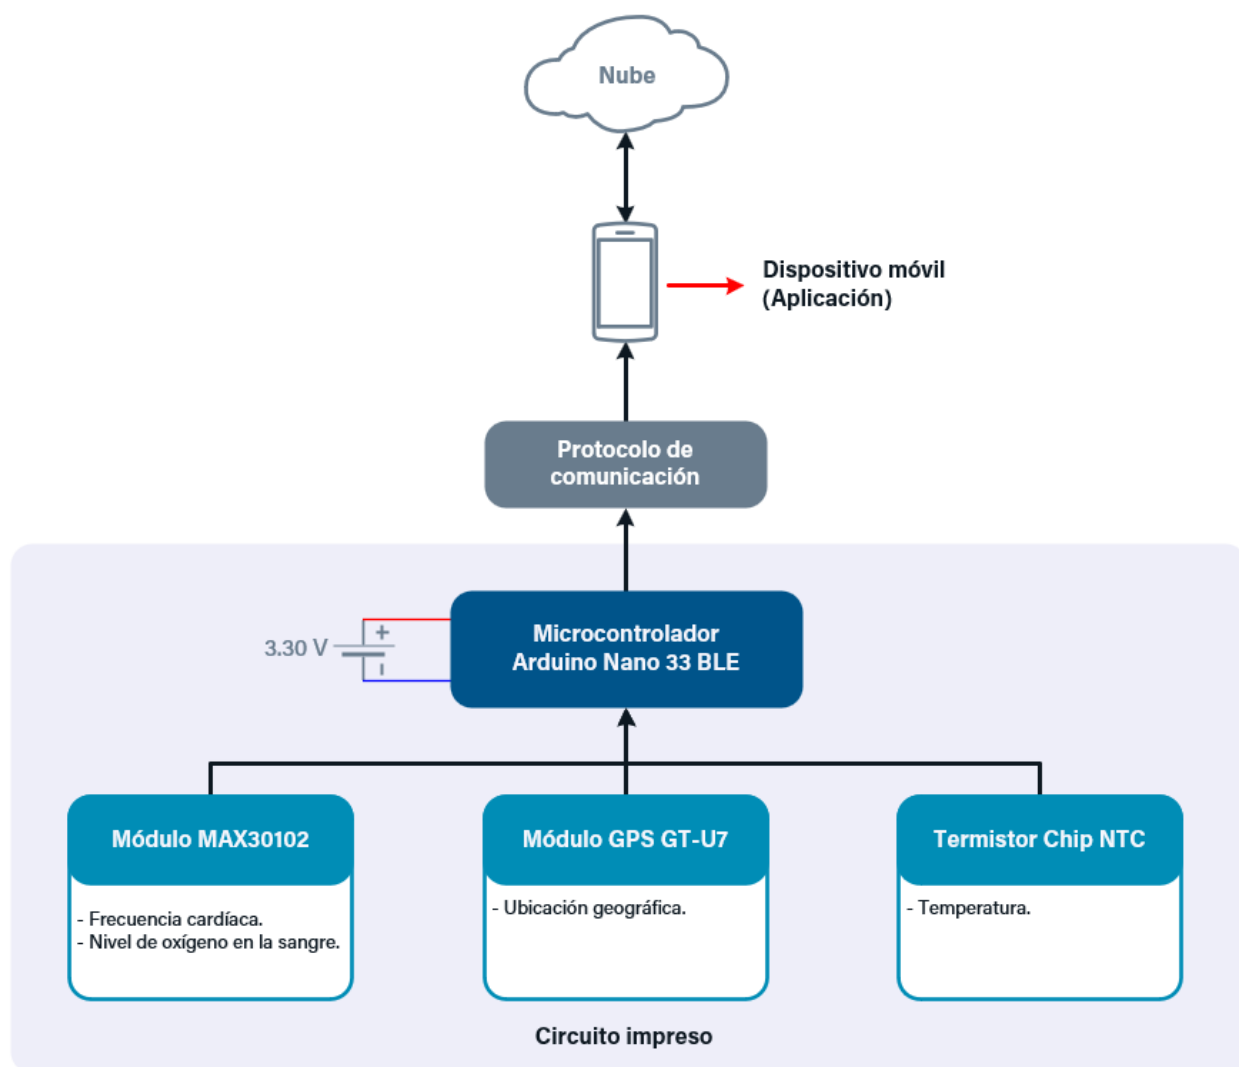 Nube
Dispositivo móvil
(Aplicación)
Protocolo de
comunicación
3.30 V
+
-
Microcontrolador
Arduino Nano 33 BLE
Módulo MAX30102
- Frecuencia cardíaca.
- Nivel de oxígeno en la sangre.
Módulo GPS GT-U7
- Ubicación geográfica.
Termistor Chip NTC
- Temperatura.
Circuito impreso